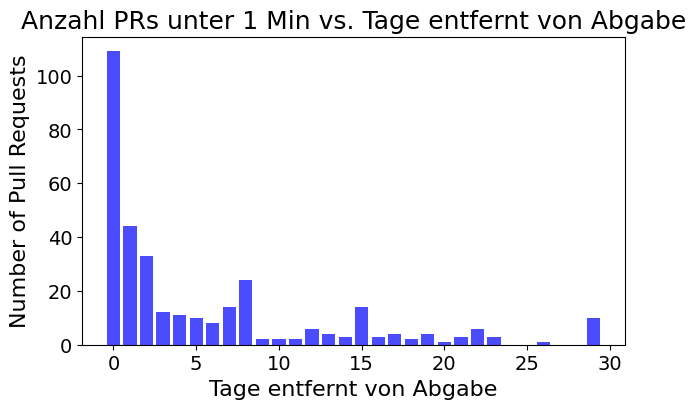 Anzahl PRs unter 1 Min vs. Tage entfernt von Abgabe
Number of Pull Requests
100
80
60
40
20
0
0 5 10 15 20 25 30
Tage entfernt von Abgabe